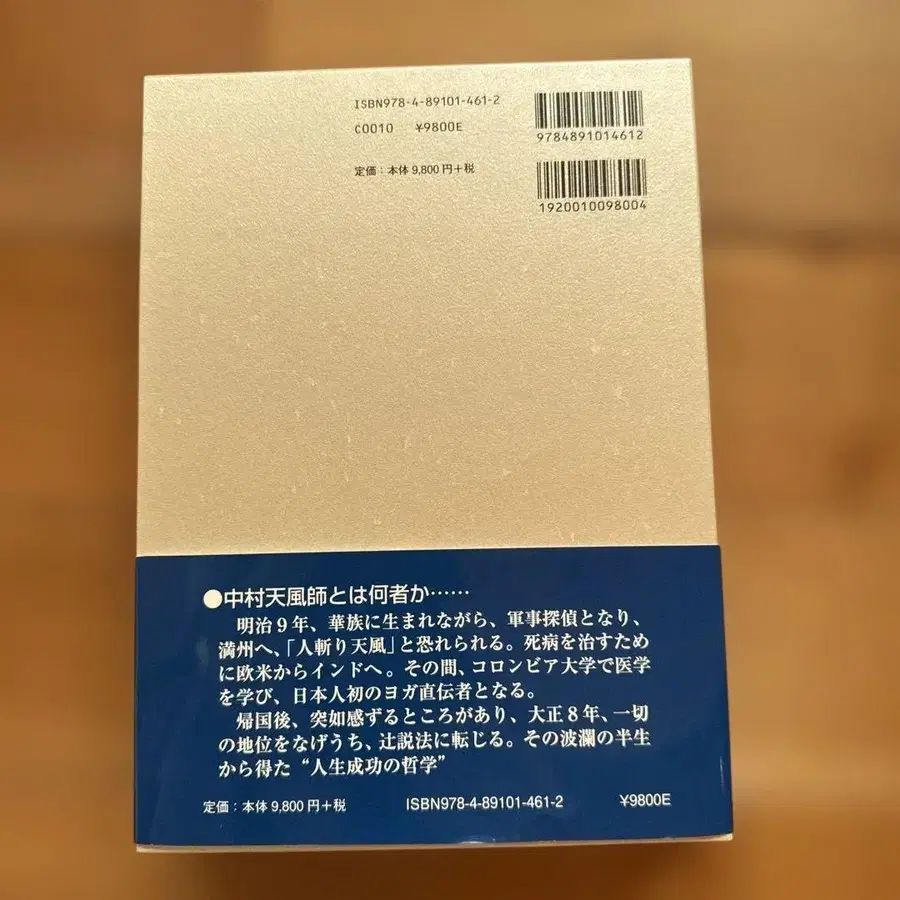 ISBN978-4-89101-461-2
C0010 ¥9800E
定価：本体9,800円＋税
9784891014612
1920010098004
●中村天風師とは何者か……
明治9年、華族に生まれながら、軍事探偵となり、
満州へ、「人斬り天風」と恐れられる。死病を治すため
に欧米からインドへ。その間、コロンビア大学で医学
を学び、日本人初のヨガ直伝者となる。
帰国後、突如感ずるところがあり、大正8年、一切
の地位をなげうち、辻説法に転じる。その波瀾の半生
から得た“人生成功の哲学”
定価：本体9,800円＋税 ISBN978-4-89101-461-2 ¥9800E